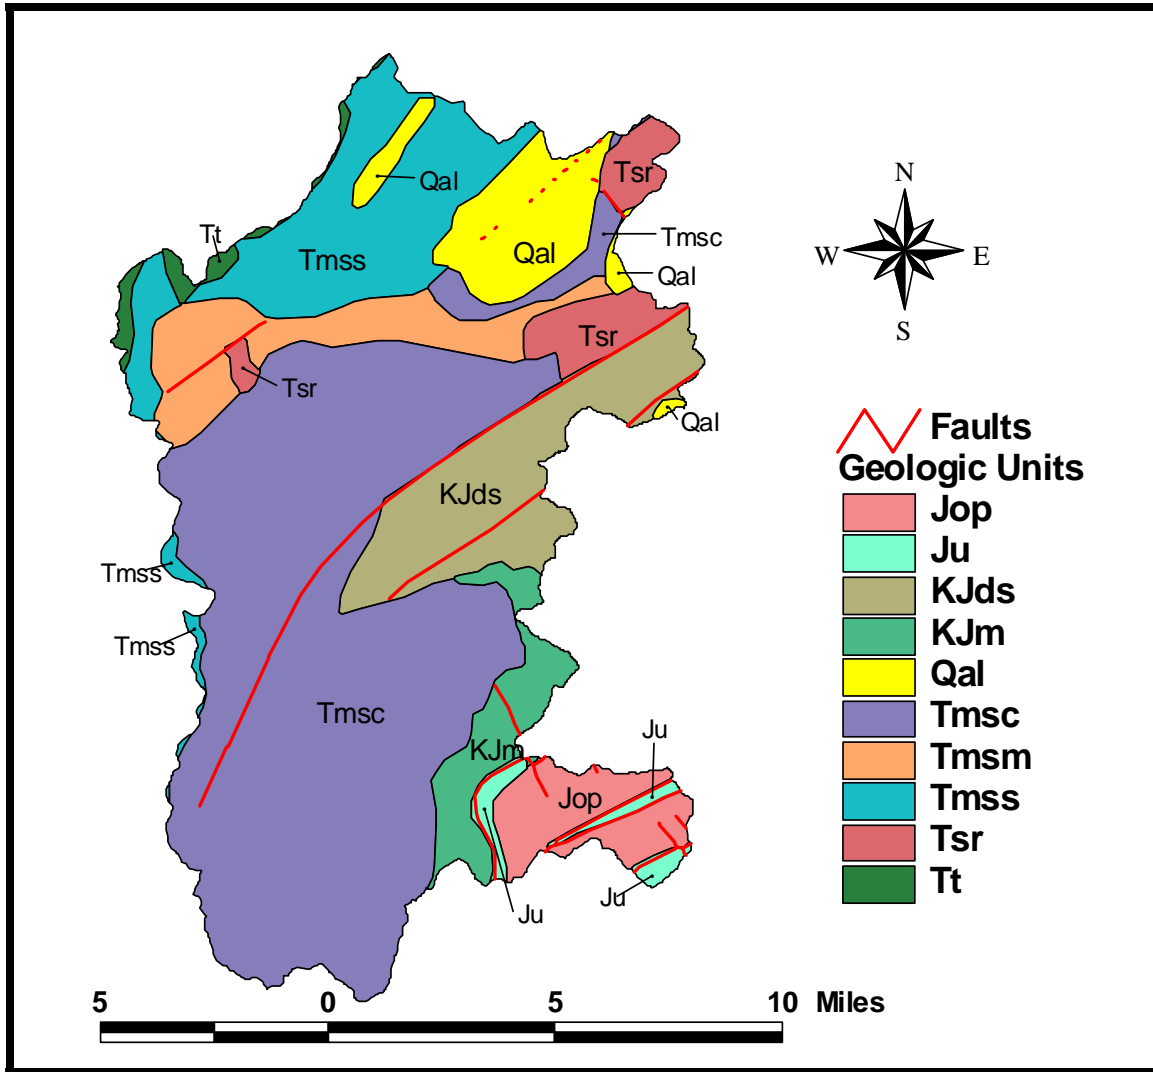 Tsr
N
Qal
Tt
Tmsc
Qal
Tmss
W
E
Qal
S
Tsr
Tsr
Qal
Faults
Geologic Units
KJds
Jop
Ju
Tmss
KJds
KJm
Tmss
Qal
Tmsc
Tmsc
Ju
KJm
Tmsm
Jop
Tmss
Tsr
Ju
Ju
Tt
5 0 5 10 Miles